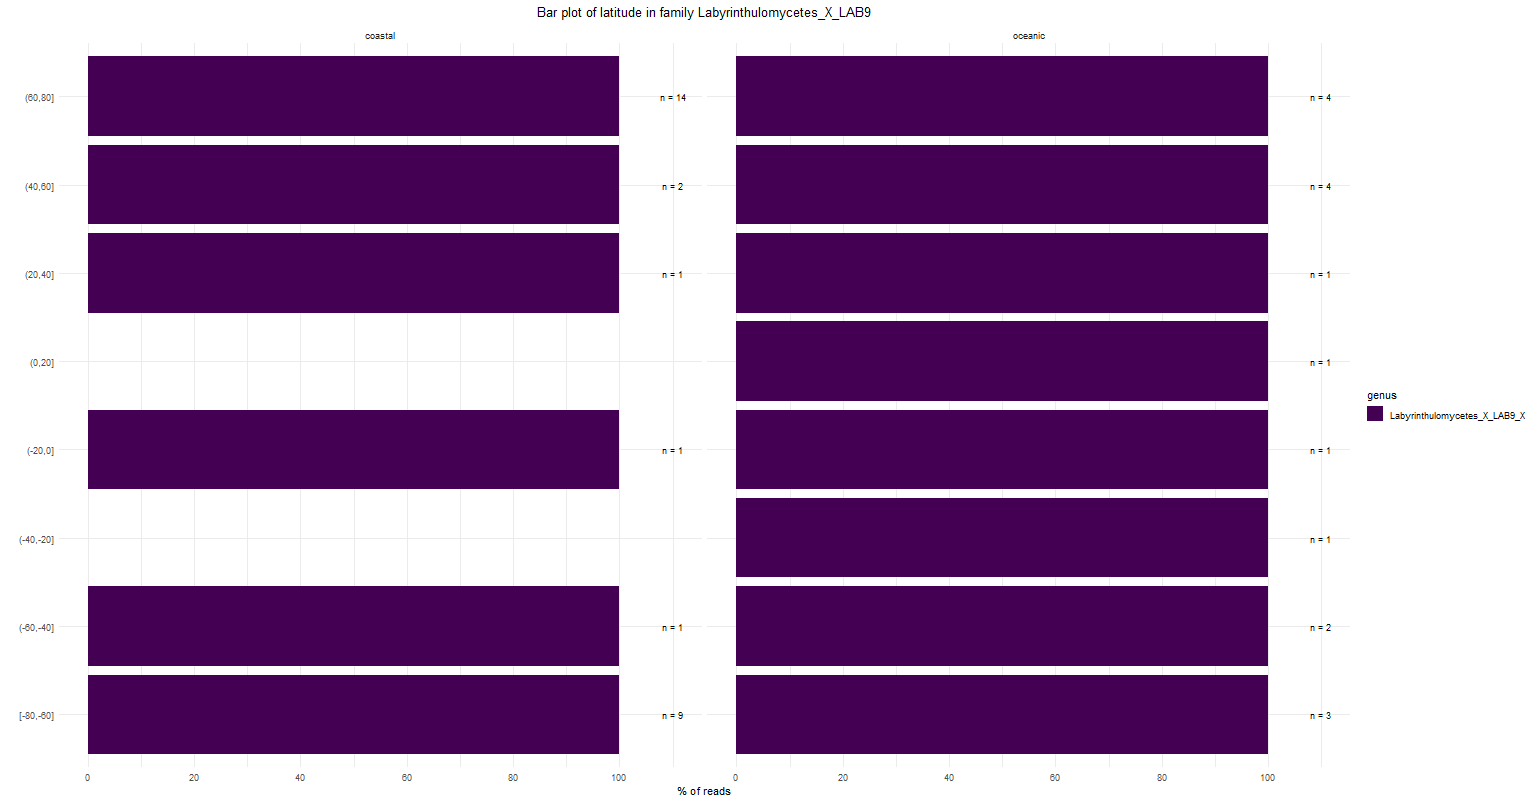 Bar plot of latitude in family Labyrinthulomycetes_X_LAB9
coastal
oceanic
(60,80]
n = 14
n = 4
(40,60]
n = 2
n = 4
(20,40]
n = 1
n = 1
(0,20]
n = 1
(-20,0]
n = 1
n = 1
(-40,-20]
n = 1
(-60,-40]
n = 1
n = 2
[-80,-60]
n = 9
n = 3
0 20 40 60 80 100
0 20 40 60 80 100
% of reads
genus
Labyrinthulomycetes_X_LAB9_X